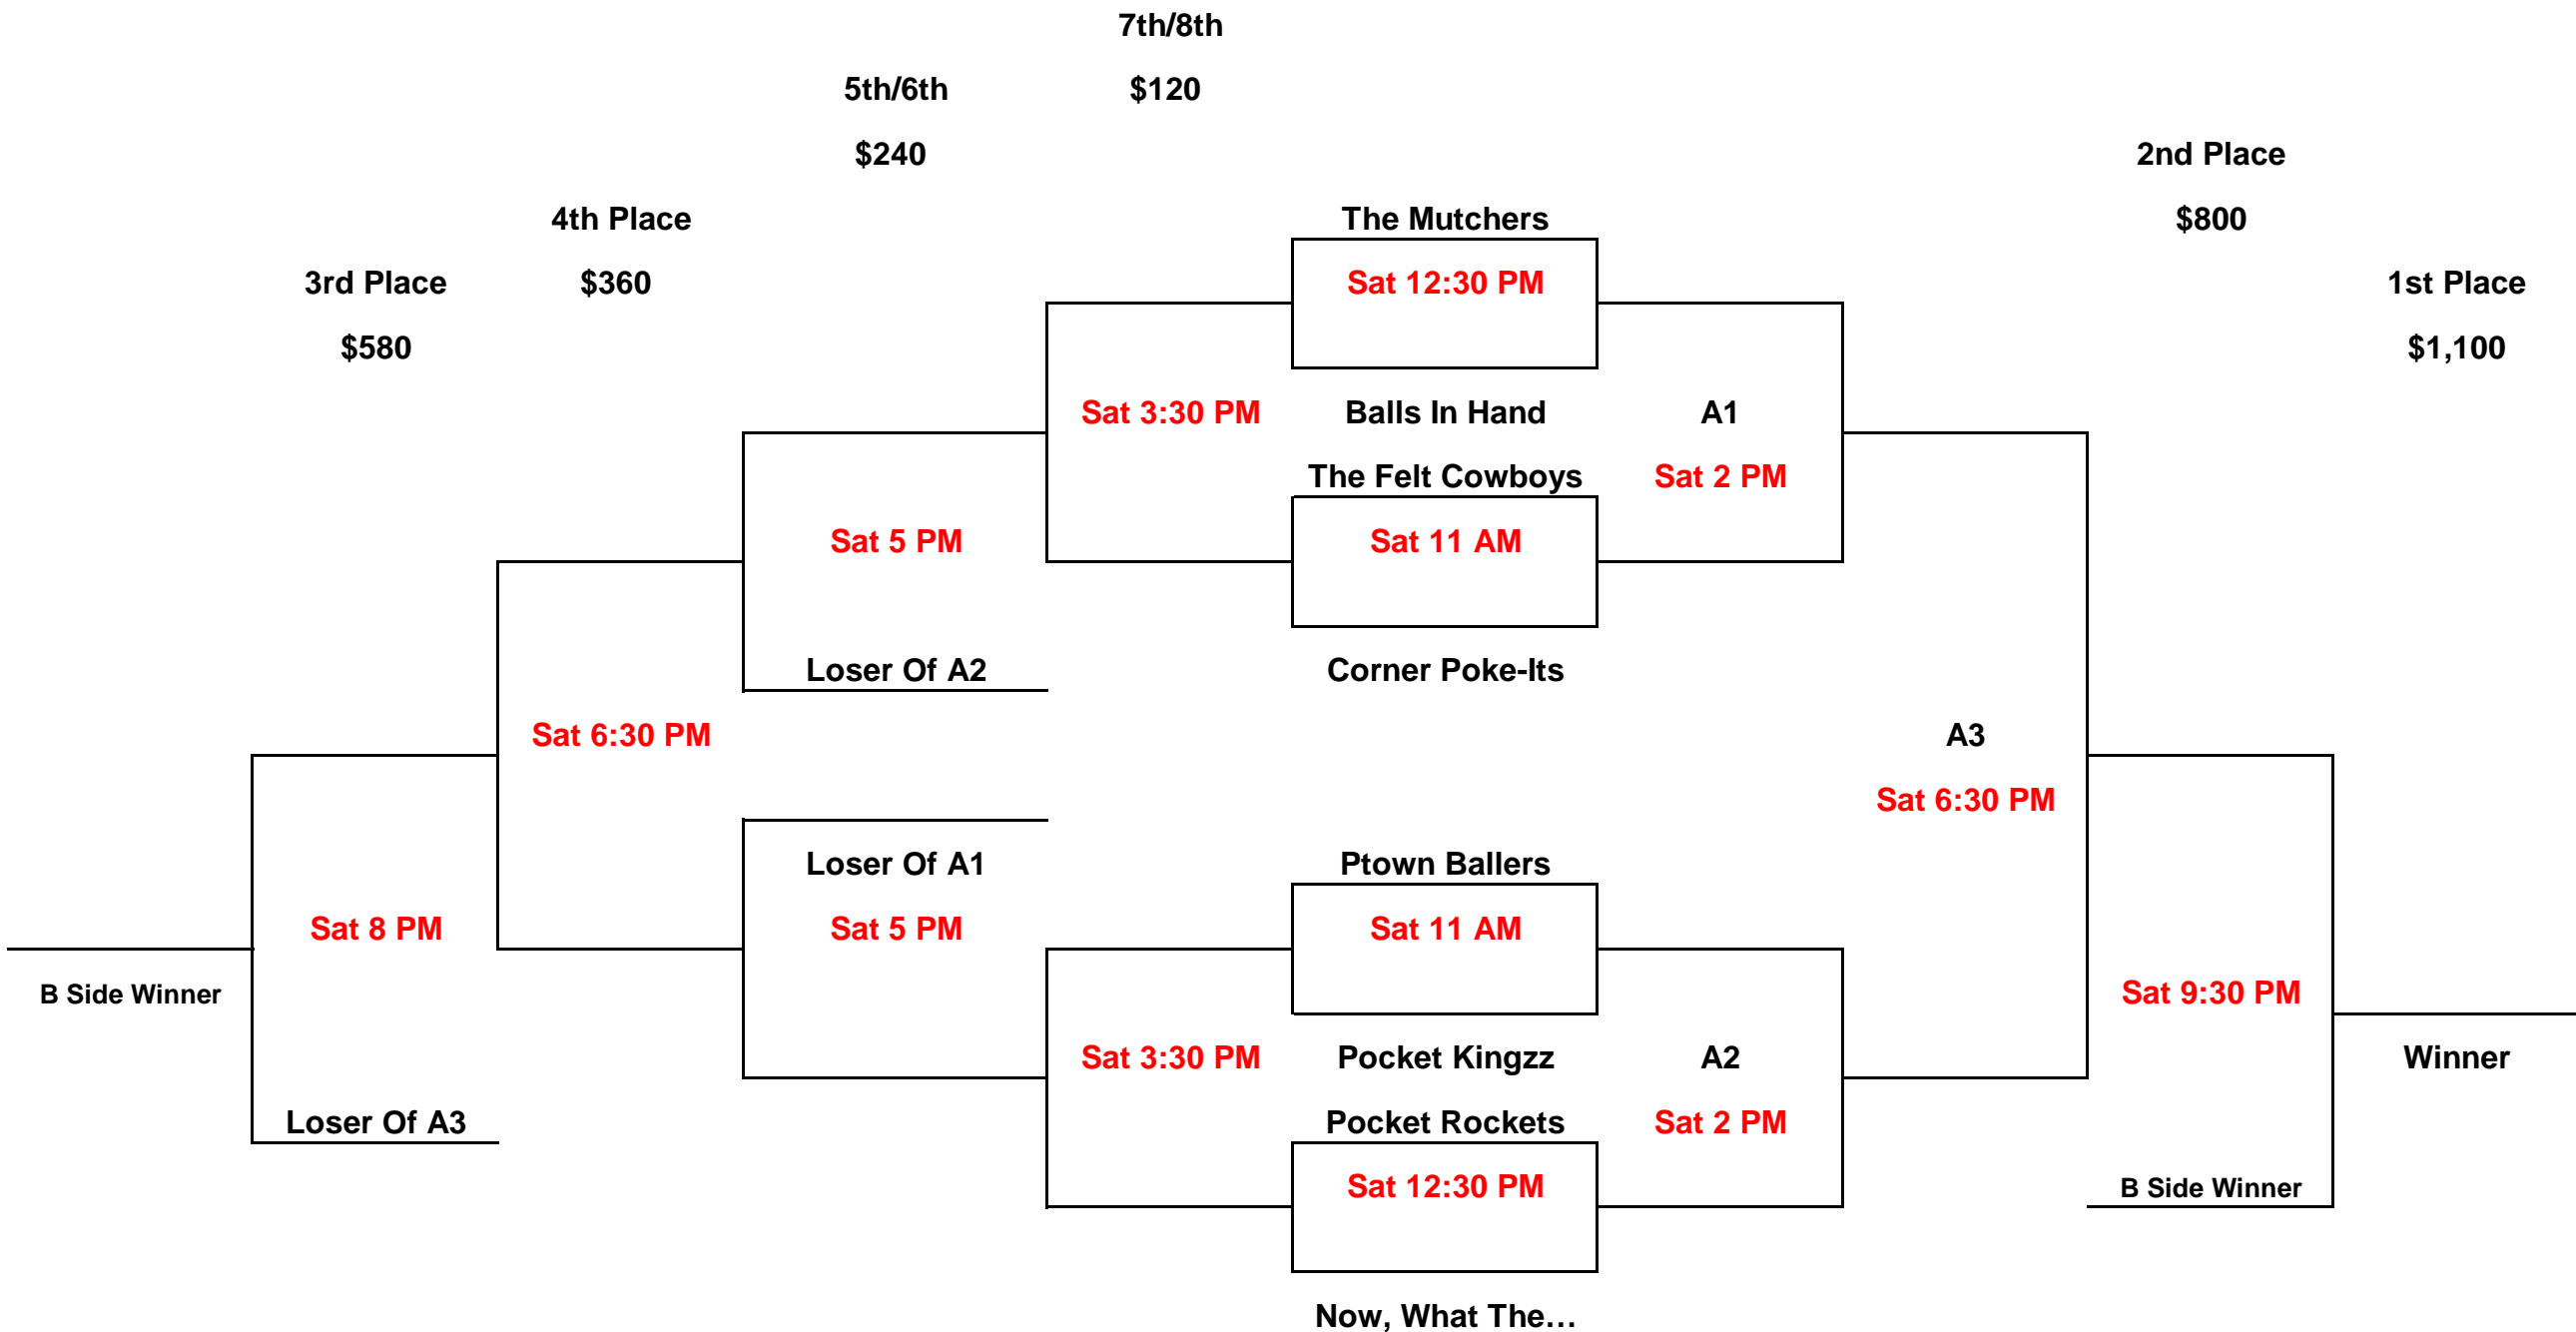 7th/8th
5th/6th $120
$240 2nd Place
4th Place The Mutchers $800
3rd Place $360 Sat 12:30 PM 1st Place
$580 $1,100
Sat 3:30 PM Balls In Hand A1
The Felt Cowboys Sat 2 PM
Sat 5 PM Sat 11 AM
Loser Of A2 Corner Poke-Its
Sat 6:30 PM A3
Sat 6:30 PM
Loser Of A1 Ptown Ballers
Sat 8 PM Sat 5 PM Sat 11 AM
B Side Winner Sat 9:30 PM
Sat 3:30 PM Pocket Kingzz A2 Winner
Loser Of A3 Pocket Rockets Sat 2 PM
Sat 12:30 PM B Side Winner
Now, What The…